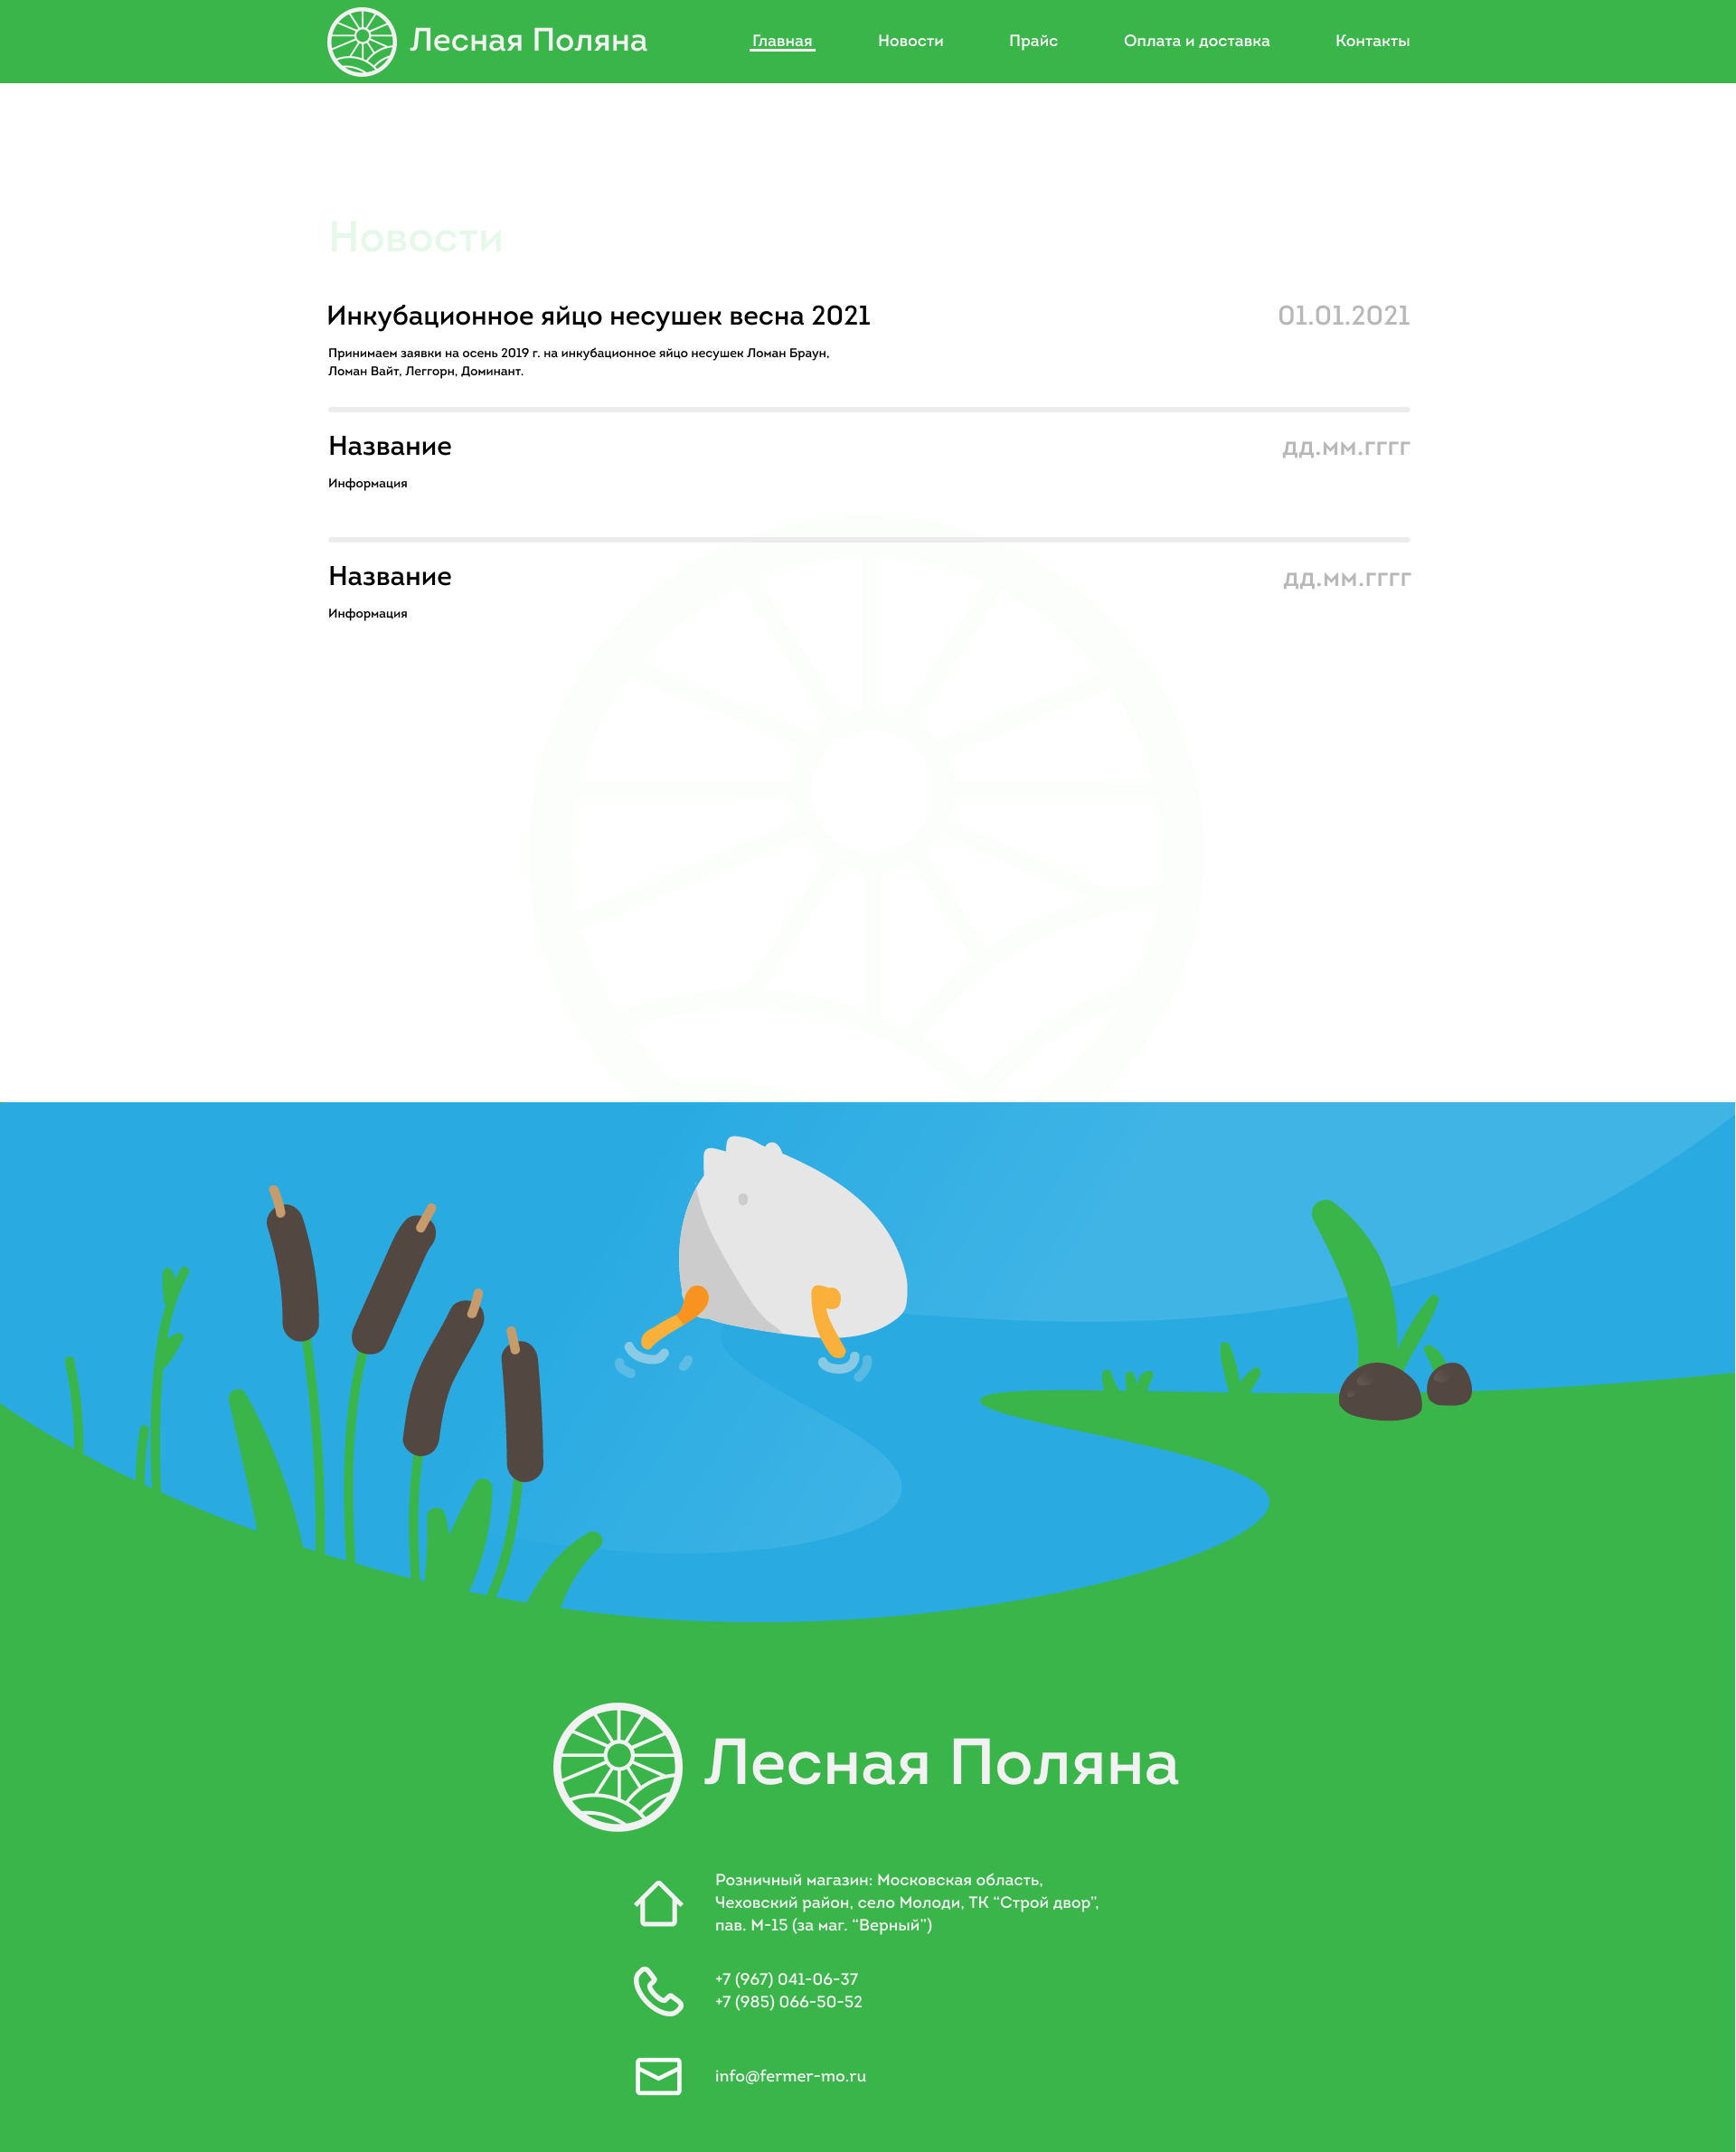 Лесная Поляна
Главная
Новости
Прайс
Оплата и доставка
Контакты
Новости
Инкубационное яйцо несушек весна 2021
01.01.2021
Принимаем заявки на осень 2019 г. на инкубационное яйцо несушек Ломан Браун,
Ломан Вайт, Леггорн, Доминант.
Название
дд.мм.гггг
Информация
Название
дд.мм.гггг
Информация
Лесная Поляна
Розничный магазин: Московская область,
Чеховский район, село Молоди, ТК “Строй двор”,
пав. М-15 (за маг. “Верный”)
+7 (967) 041-06-37
+7 (985) 066-50-52
info@fermer-mo.ru